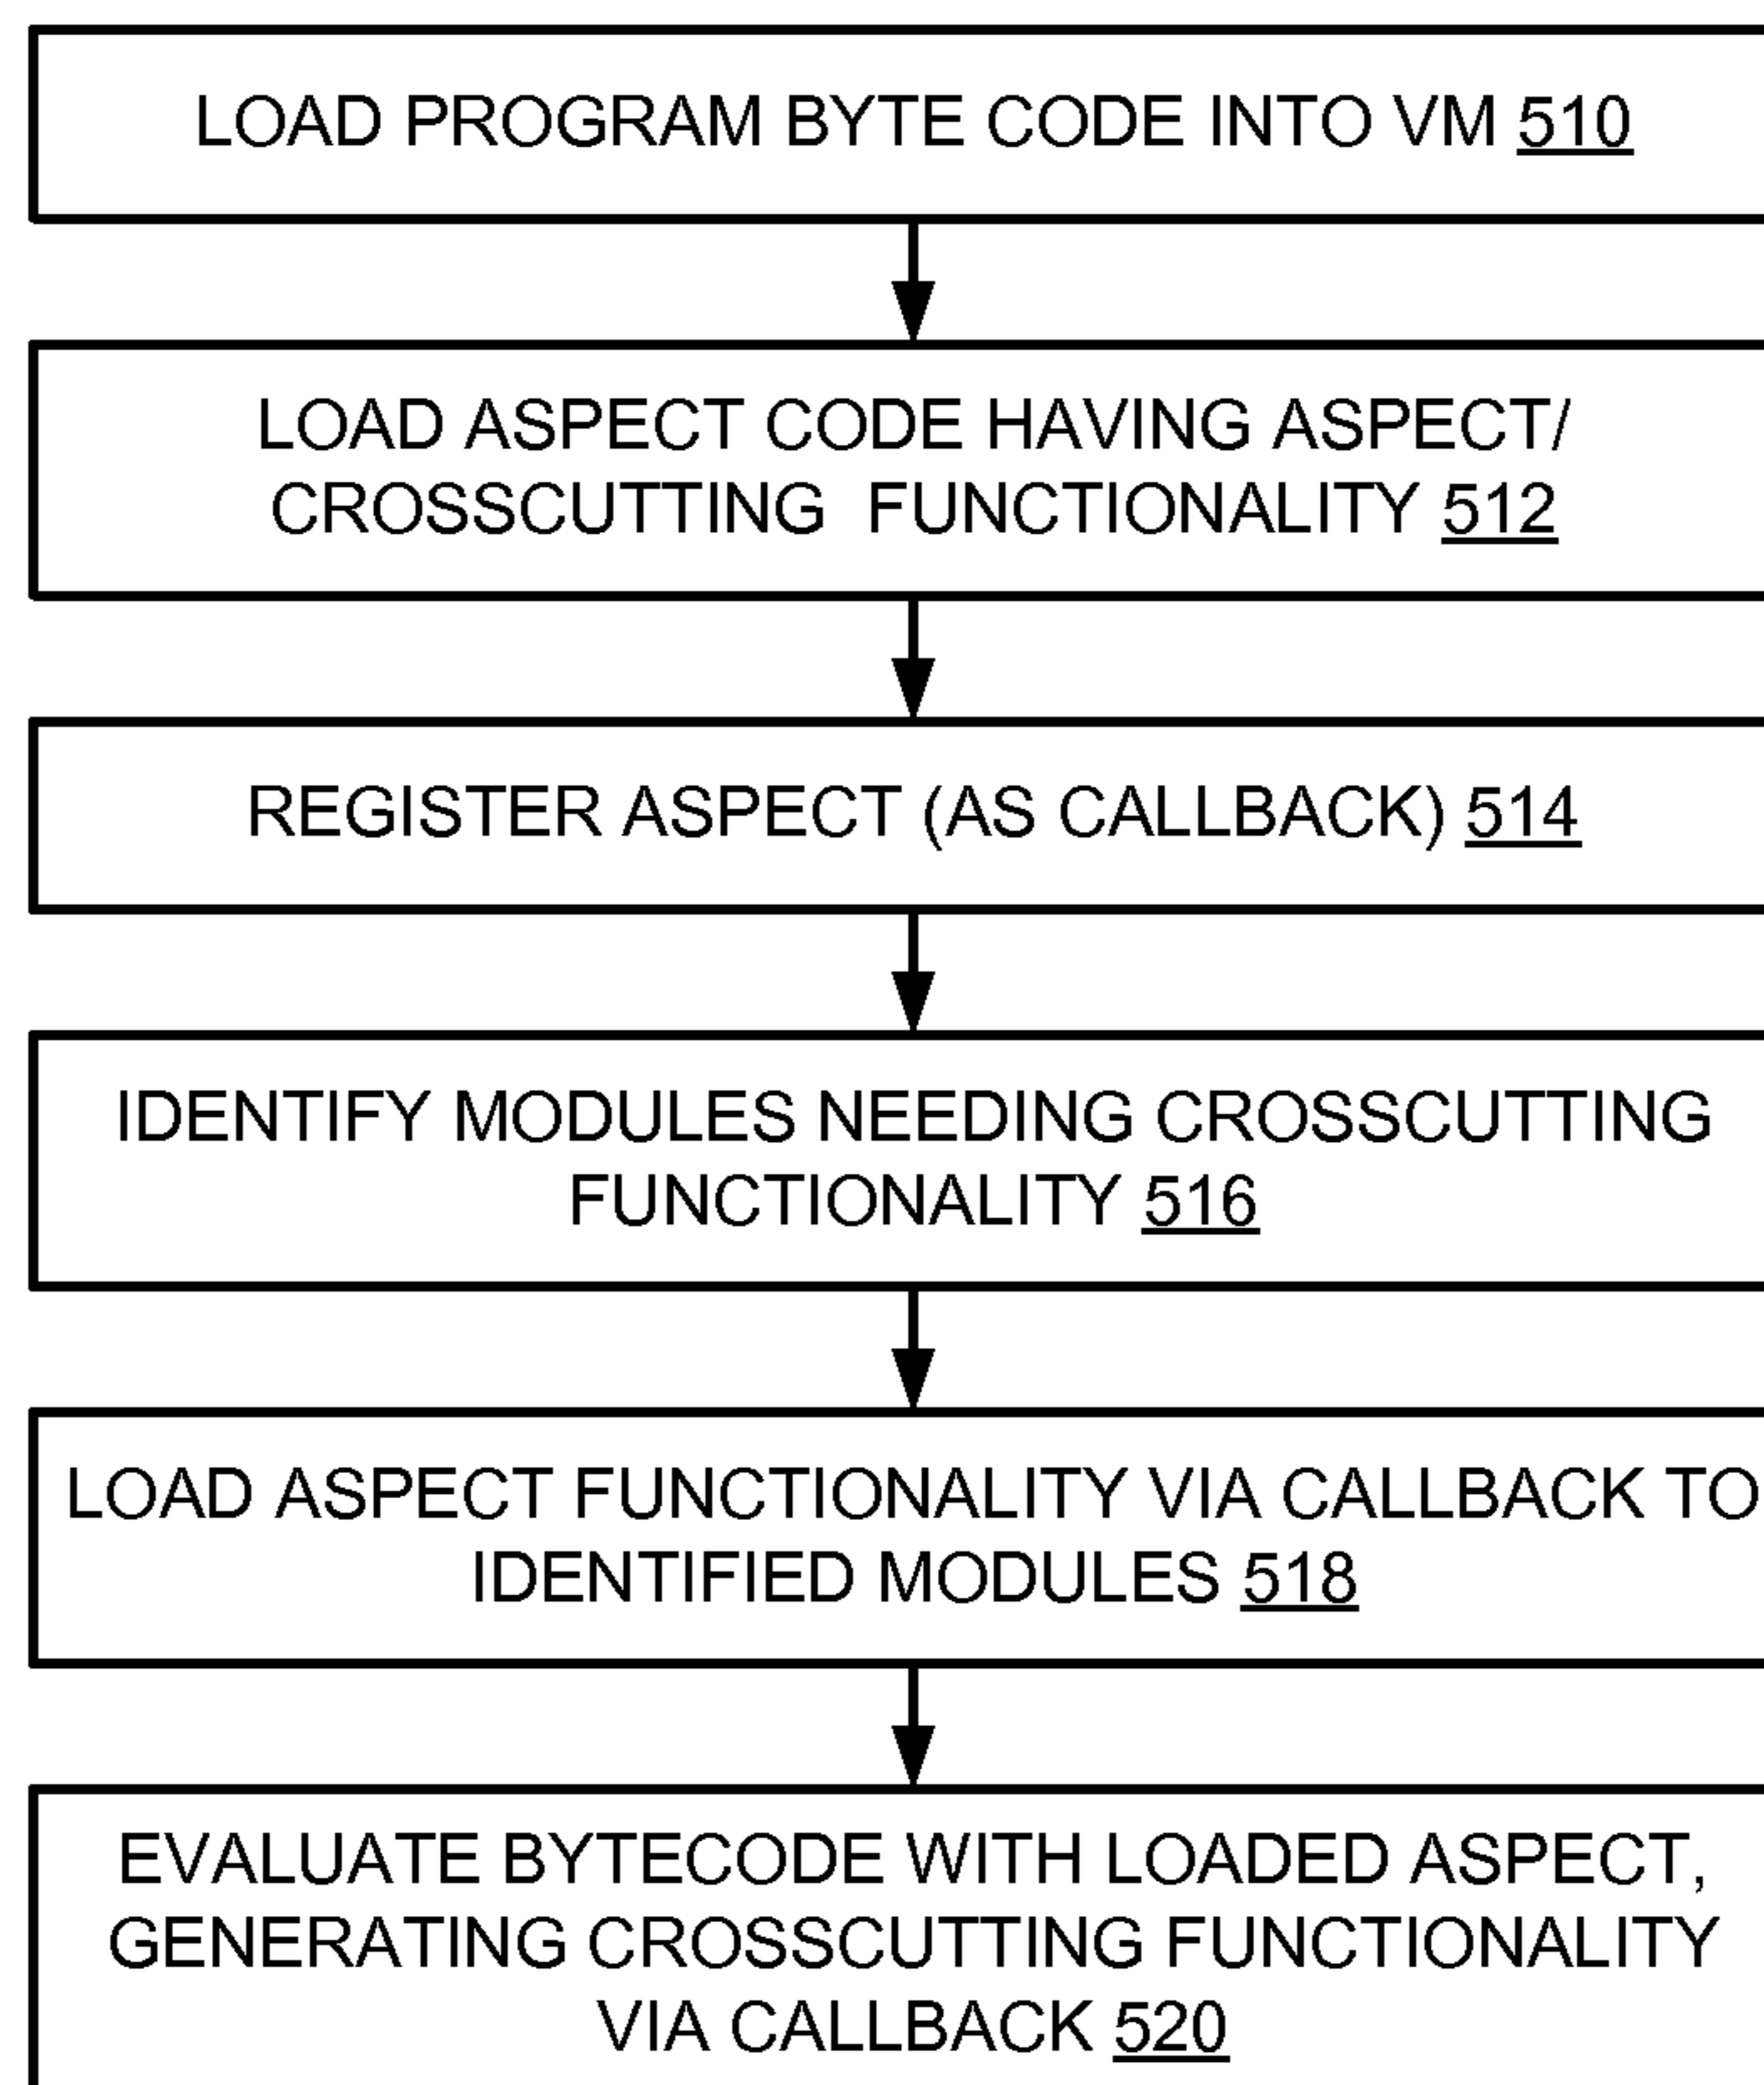 LOAD PROGRAM BYTE CODE INTO VM 510
LOAD ASPECT CODE HAVING ASPECT/
CROSSCUTTING FUNCTIONALITY 512
REGISTER ASPECT (AS CALLBACK) 514
IDENTIFY MODULES NEEDING CROSSCUTTING
FUNCTIONALITY 516
LOAD ASPECT FUNCTIONALITY VIA CALLBACK TO
IDENTIFIED MODULES 518
EVALUATE BYTECODE WITH LOADED ASPECT,
GENERATING CROSSCUTTING FUNCTIONALITY
VIA CALLBACK 520